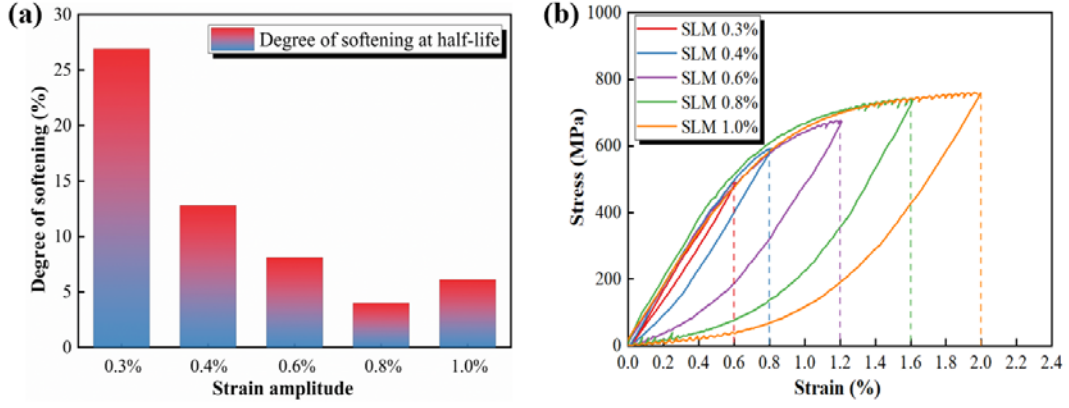 (a)
30
25
20
15
10
5
0
Degree of softening (%)
Degree of softening at half-life
0.3% 0.4% 0.6% 0.8% 1.0%
Strain amplitude
(b)
1000
800
600
400
200
0
Stress (MPa)
SLM 0.3%
SLM 0.4%
SLM 0.6%
SLM 0.8%
SLM 1.0%
0.0 0.2 0.4 0.6 0.8 1.0 1.2 1.4 1.6 1.8 2.0 2.2 2.4
Strain (%)